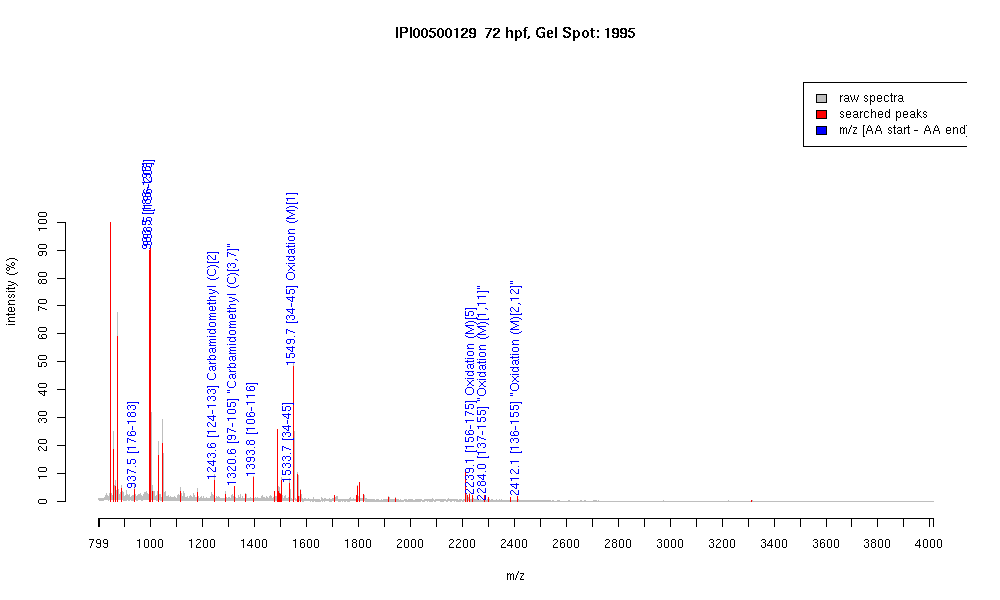 IPI00500129 72 hpf, Gel Spot: 1995
raw spectra
searched peaks
m/z [AA start - AA end]
intensity (%)
100
90
80
70
60
50
40
30
20
10
0
937.5 [176-183]
1243.6 [124-133] Carbamidomethyl (C)[2]
1320.6 [97-105] "Carbamidomethyl (C)[3,7]"
1393.8 [106-116]
1533.7 [34-45]
1549.7 [34-45] Oxidation (M)[1]
2239.1 [156-175] Oxidation (M)[5]
2284.0 [137-155] "Oxidation (M)[1,11]"
2412.1 [136-155] "Oxidation (M)[2,12]"
799 1000 1200 1400 1600 1800 2000 2200 2400 2600 2800 3000 3200 3400 3600 3800 4000
m/z